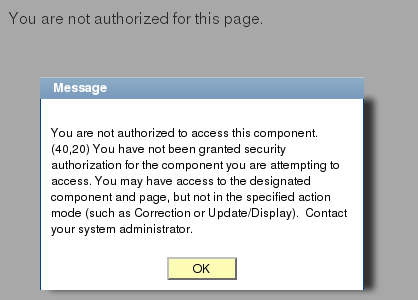 You are not authorized for this page.
Message
You are not authorized to access this component.
(40,20) You have not been granted security
authorization for the component you are attempting to
access. You may have access to the designated
component and page, but not in the specified action
mode (such as Correction or Update/Display).  Contact
your system administrator.
OK